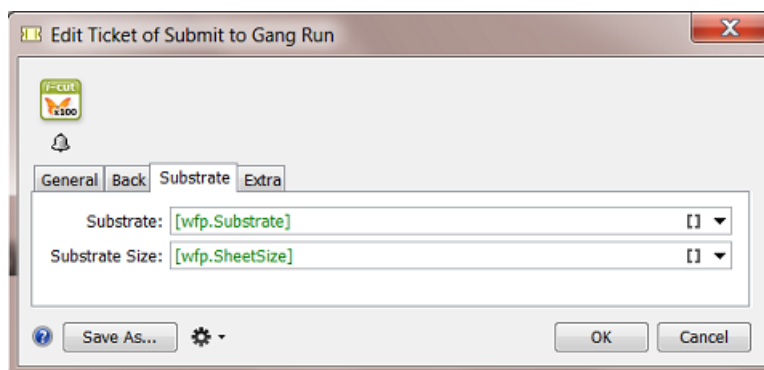 Edit Ticket of Submit to Gang Run
X
i-cut
x100
General Back Substrate Extra
Substrate: [wfp.Substrate] []
Substrate Size: [wfp.SheetSize] []
? Save As... OK Cancel